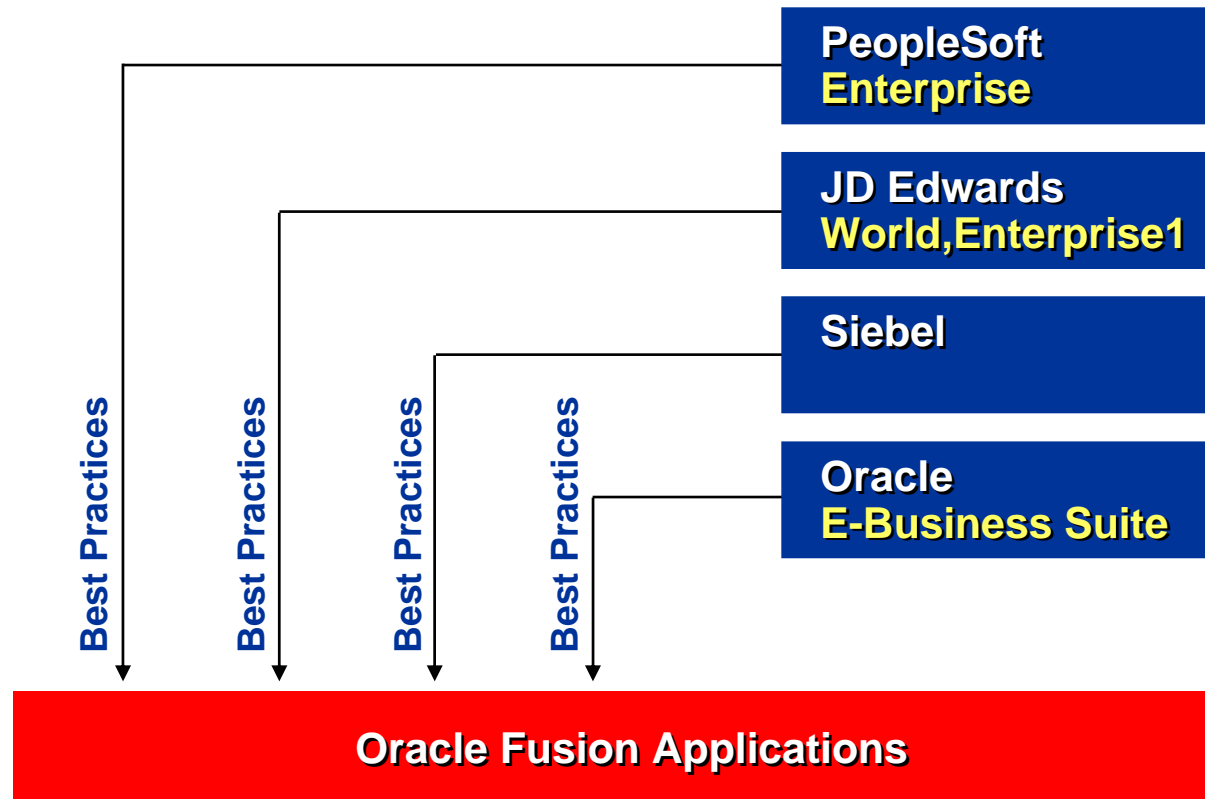 PeopleSoft
Enterprise
JD Edwards
World,Enterprise1
Siebel
Oracle
E-Business Suite
Best Practices
Best Practices
Best Practices
Best Practices
Oracle Fusion Applications